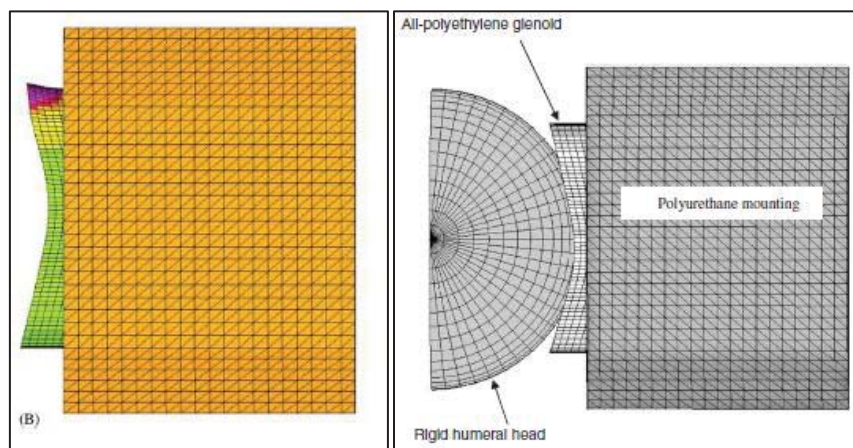 (B)
All-polyethylene glenoid
Polyurethane mounting
Rigid humeral head